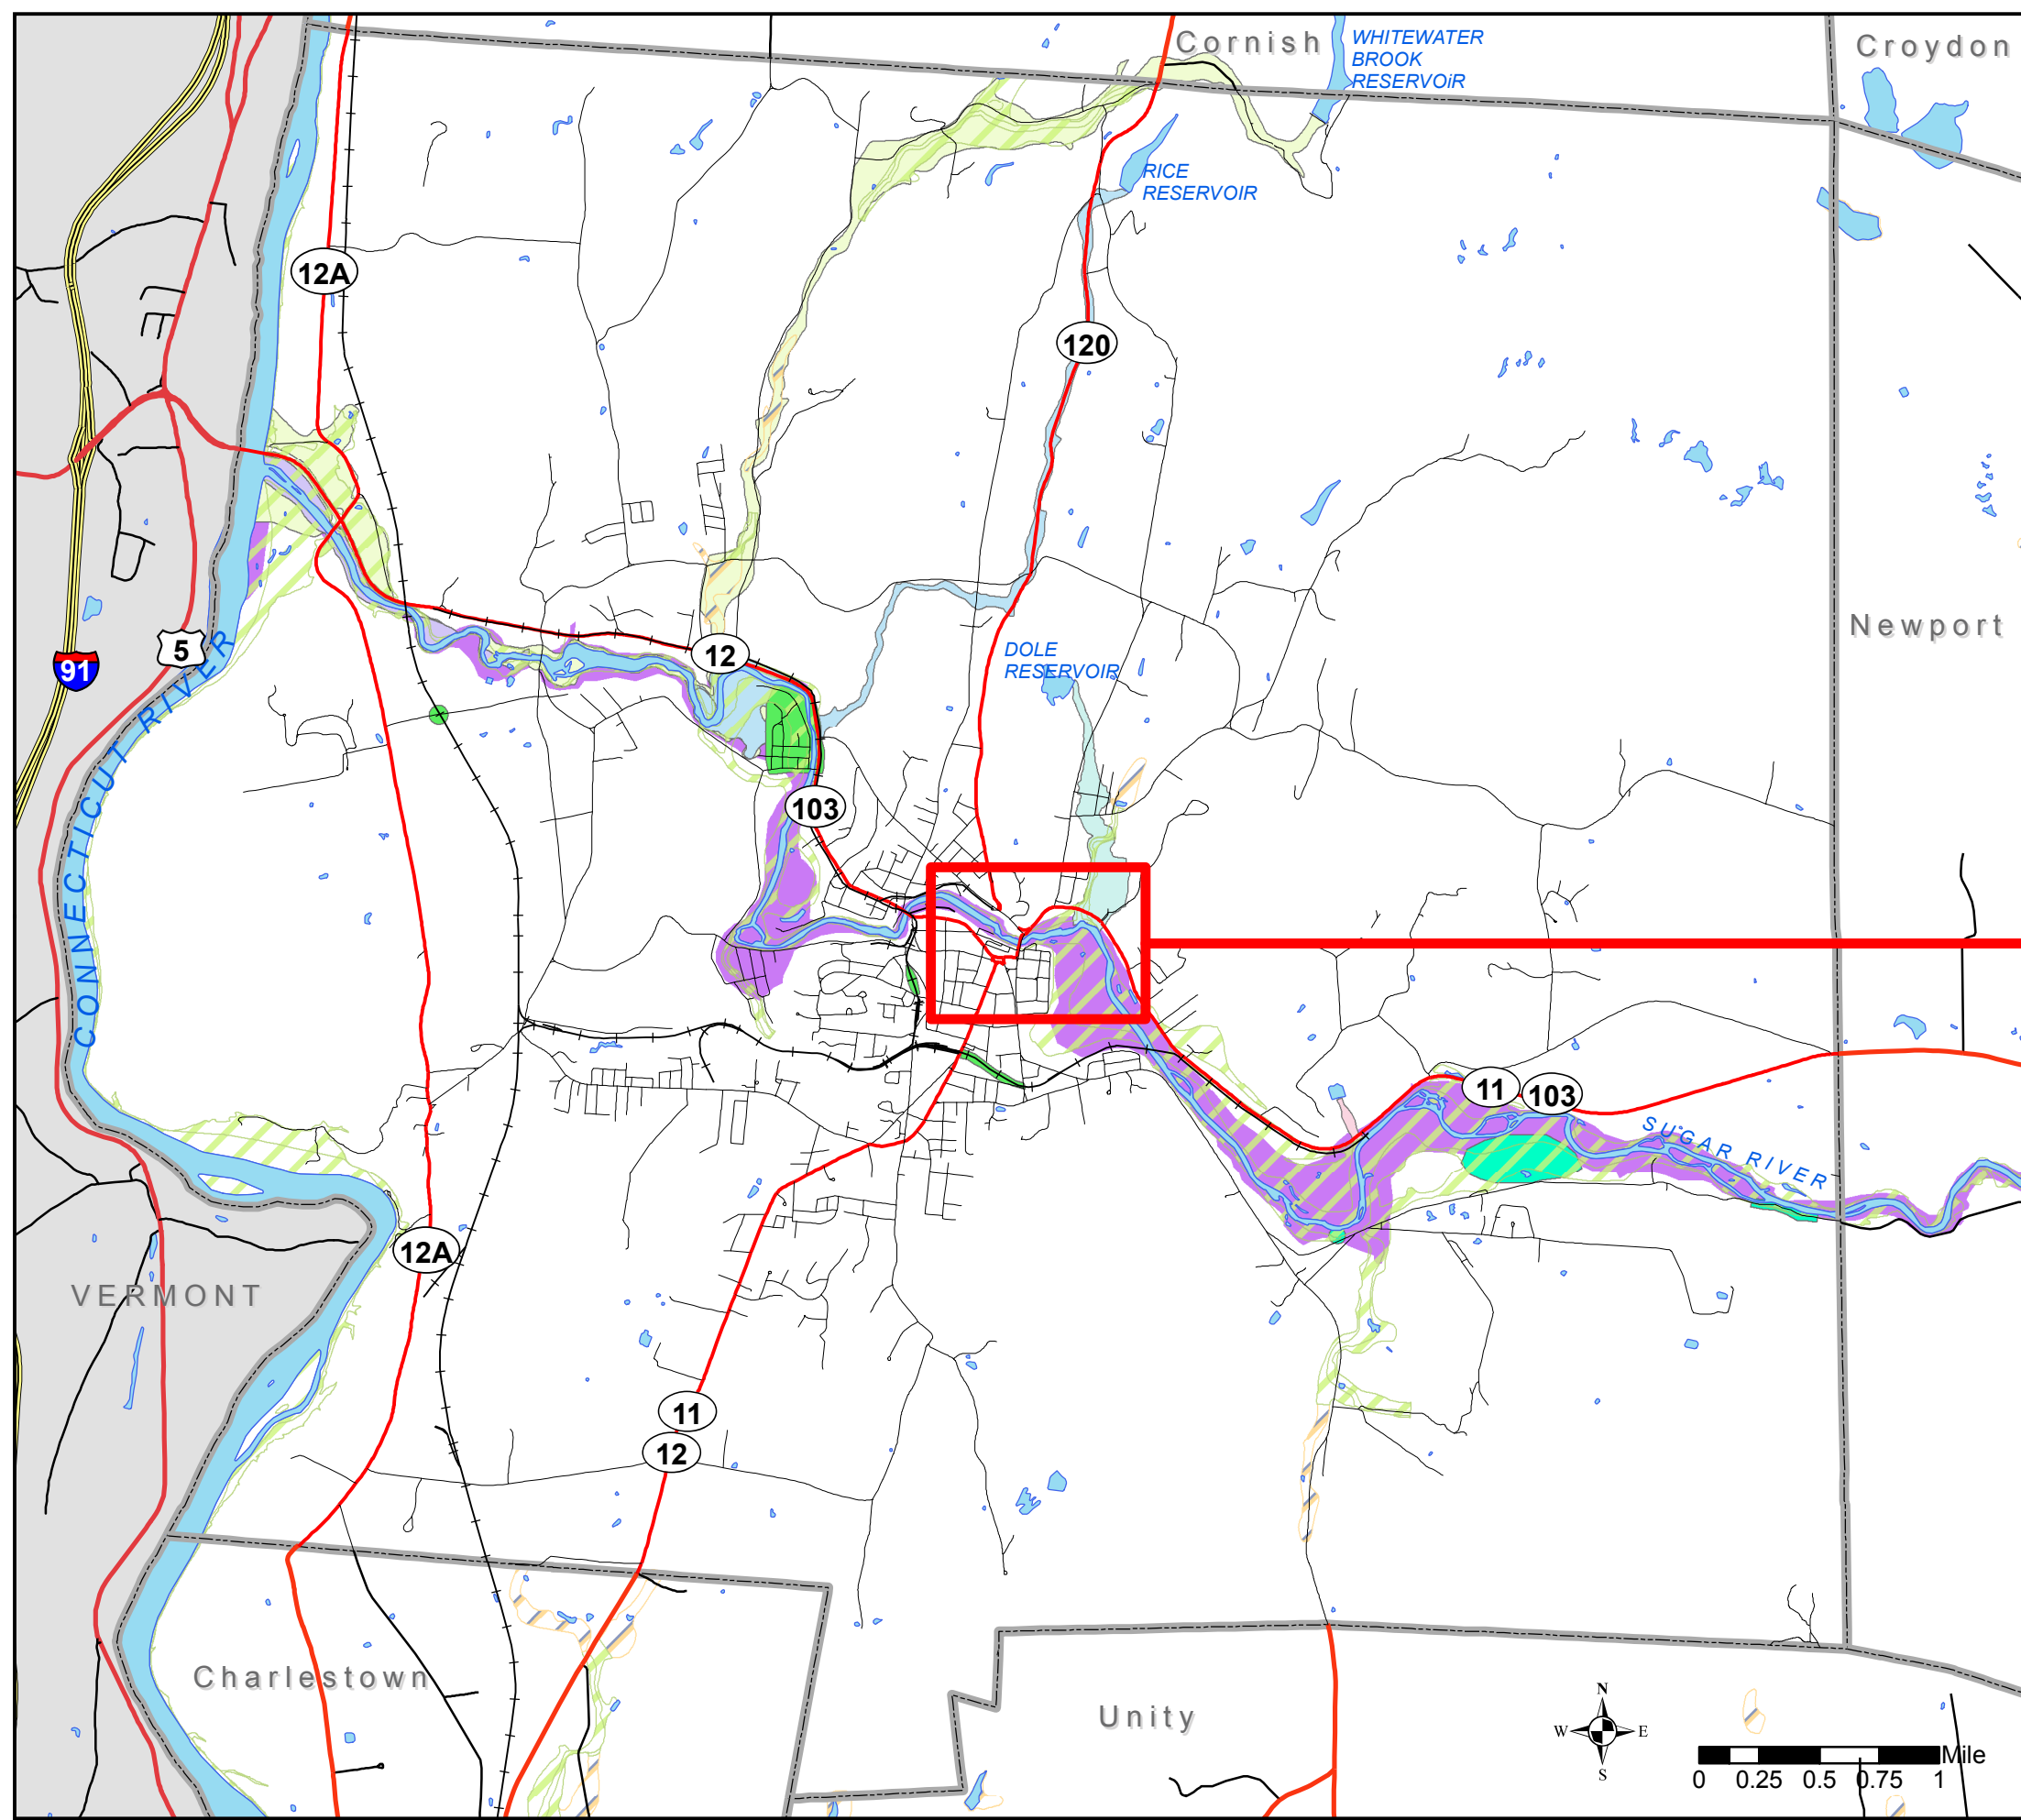 Cornish
WHITEWATER
BROOK
RESERVOiR
Croydon
RICE
RESERVOIR
12A
120
Newport
5
91
12
DOLE
RESERVOIR
CONNECTICUT RIVER
103
11
103
SUGAR RIVER
12A
VERMONT
11
12
Charlestown
Unity
N
W
E
S
Mile
0 0.25 0.5 0.75 1